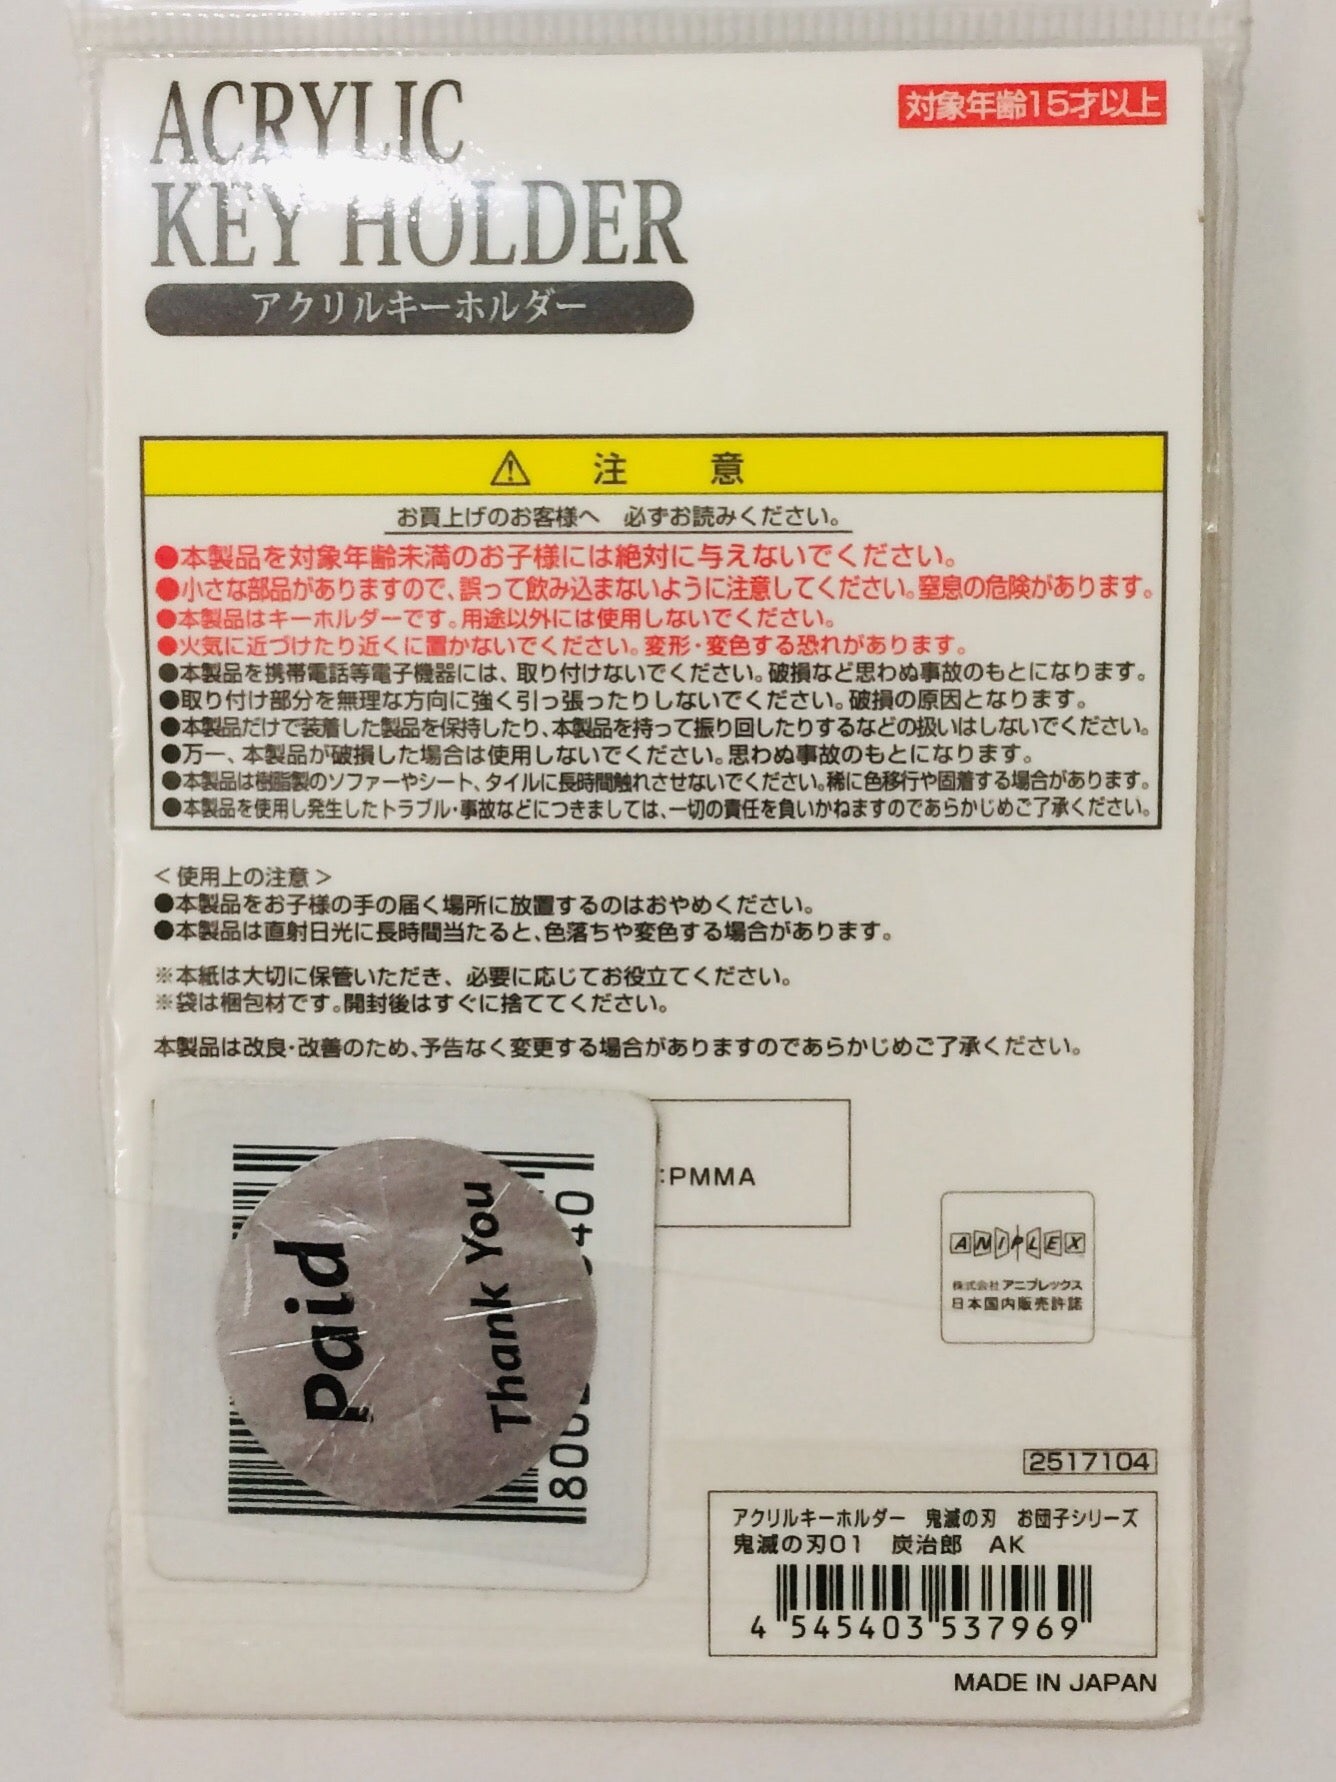 ACRYLIC
KEY HOLDER
アクリルキーホルダー
対象年齢15才以上
⚠ 注 意
お買上げのお客様へ 必ずお読みください。
●本製品を対象年齢未満のお子様には絶対に与えないでください。
●小さな部品がありますので、誤って飲み込まないように注意してください。窒息の危険があります。
●本製品はキーホルダーです。用途以外には使用しないでください。
●火気に近づけたり近くに置かないでください。変形・変色する恐れがあります。
●本製品を携帯電話等電子機器には、取り付けないでください。破損など思わぬ事故のもとになります。
●取り付け部分を無理な方向に強く引っ張ったりしないでください。破損の原因となります。
●本製品だけで装着した製品を保持したり、本製品を持って振り回したりするなどの扱いはしないでください。
●万一、本製品が破損した場合は使用しないでください。思わぬ事故のもとになります。
●本製品は樹脂製のソファーやシート、タイルに長時間触れさせないでください。稀に色移行や固着する場合があります。
●本製品を使用し発生したトラブル・事故などにつきましては、一切の責任を負いかねますのであらかじめご了承ください。
＜使用上の注意＞
●本製品をお子様の手の届く場所に放置するのはおやめください。
●本製品は直射日光に長時間当たると、色落ちや変色する場合があります。
※本紙は大切に保管いただき、必要に応じてお役立てください。
※袋は梱包材です。開封後はすぐに捨ててください。
本製品は改良・改善のため、予告なく変更する場合がありますのであらかじめご了承ください。
:PMMA
Paid
Thank You
ANIPLEX
株式会社アニプレックス
日本国内販売許諾
2517104
アクリルキーホルダー 鬼滅の刃 お団子シリーズ
鬼滅の刃01 炭治郎 AK
4 545403 537969
MADE IN JAPAN